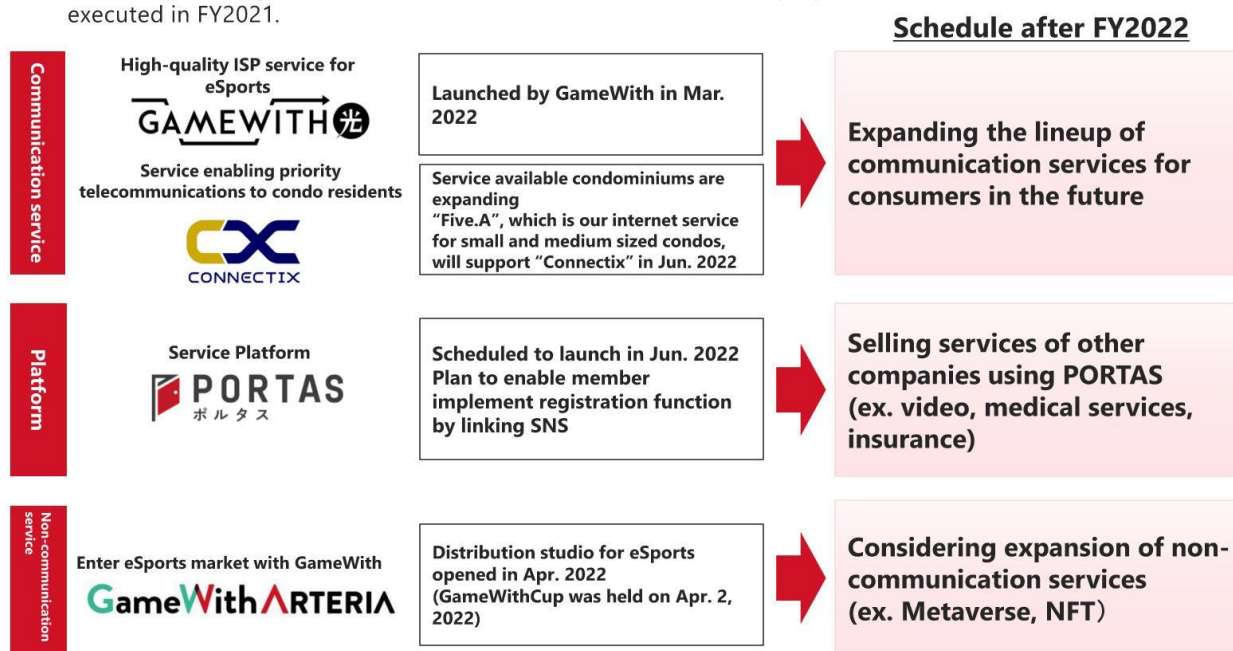 executed in FY2021.
Schedule after FY2022
Communication service
High-quality ISP service for
eSports
GAMEWITH光
Launched by GameWith in Mar.
2022
Service enabling priority
telecommunications to condo residents
CONNECTIX
Service available condominiums are
expanding
“Five.A”, which is our internet service
for small and medium sized condos,
will support “Connectix” in Jun. 2022
Expanding the lineup of
communication services for
consumers in the future
Platform
Service Platform
PORTAS
ポルタス
Scheduled to launch in Jun. 2022
Plan to enable member
implement registration function
by linking SNS
Selling services of other
companies using PORTAS
(ex. video, medical services,
insurance)
Non-communication
service
Enter eSports market with GameWith
GameWith ARTERIA
Distribution studio for eSports
opened in Apr. 2022
(GameWithCup was held on Apr. 2,
2022)
Considering expansion of non-
communication services
(ex. Metaverse, NFT）